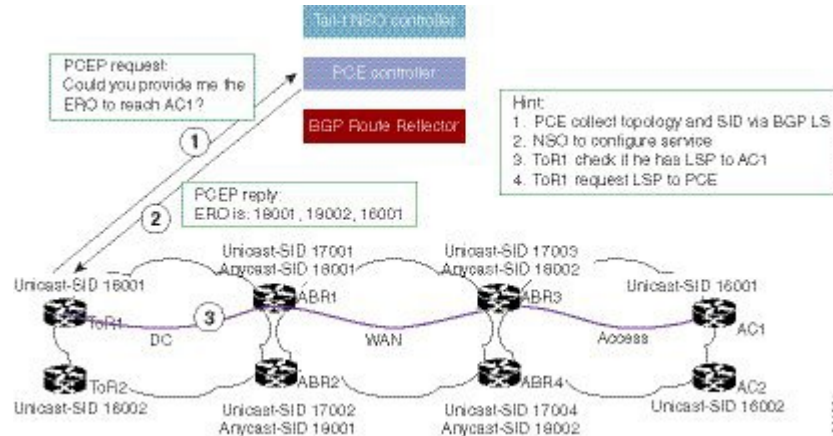 Tail-f NSO controller
PCEP request:
Could you provide me the
ERO to reach AC1?
PCE controller
BGP Route Reflector
Hint:
1. PCE collect topology and SID via BGP LS
2. NSO to configure service
3. ToR1 check if he has LSP to AC1
4. ToR1 request LSP to PCE
1
PCEP reply:
ERO is: 18001, 18002, 16001
2
Unicast-SID 17001
Anycast-SID 18001
Unicast-SID 17003
Anycast-SID 18002
Unicast-SID 16001
Unicast-SID 16001
ABR1
ABR3
ToR1
3
AC1
DC
WAN
Access
ToR2
ABR2
ABR4
AC2
Unicast-SID 16002
Unicast-SID 17002
Anycast-SID 18001
Unicast-SID 17004
Anycast-SID 18002
Unicast-SID 16002